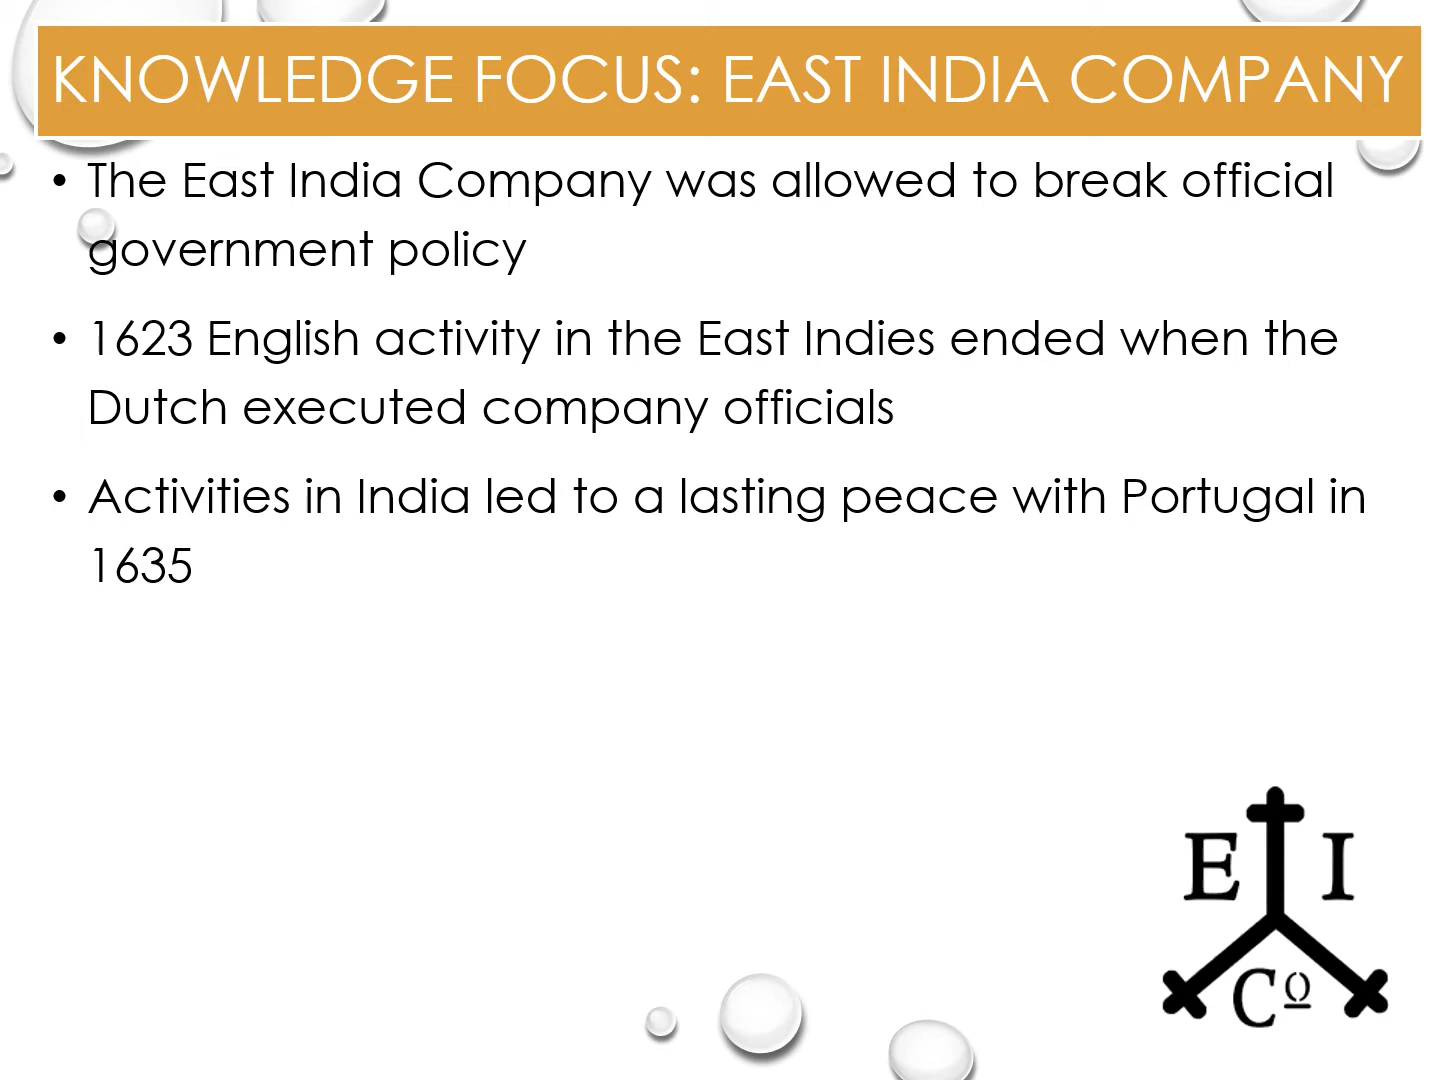 KNOWLEDGE FOCUS: EAST INDIA COMPANY
• The East India Company was allowed to break official
government policy
• 1623 English activity in the East Indies ended when the
Dutch executed company officials
• Activities in India led to a lasting peace with Portugal in
1635
E I
Cº